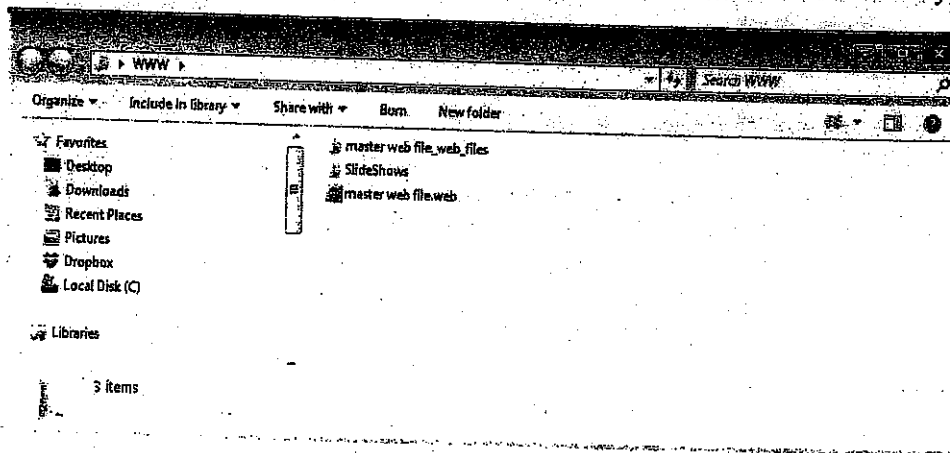 WWW
Search WWW
Organize
Include in library
Share with
Burn
New folder
Favorites
Desktop
Downloads
Recent Places
Pictures
Dropbox
Local Disk (C)
Libraries
master web file_web_files
SlideShows
master web file.web
3 items